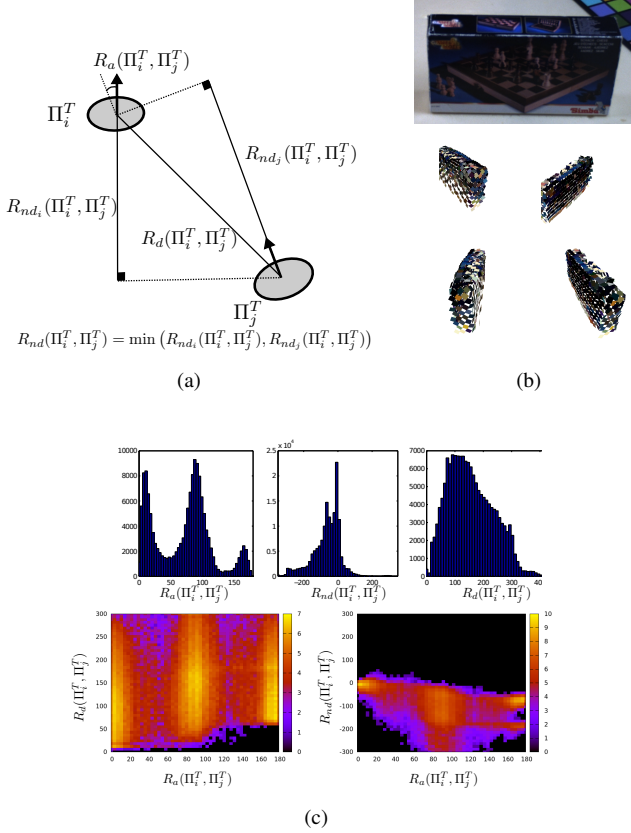 R_a(Π_i^T, Π_j^T)
Π_i^T
R_{nd_j}(Π_i^T, Π_j^T)
R_{nd_i}(Π_i^T, Π_j^T)
R_d(Π_i^T, Π_j^T)
Π_j^T
R_{nd}(Π_i^T, Π_j^T) = min (R_{nd_i}(Π_i^T, Π_j^T), R_{nd_j}(Π_i^T, Π_j^T))
(a)
Simba
(b)
10000
8000
6000
4000
2000
0
0 50 100 150
R_a(Π_i^T, Π_j^T)
2.5 x 10^4
2
1.5
1
0.5
0
-200 0 200
R_{nd}(Π_i^T, Π_j^T)
7000
6000
5000
4000
3000
2000
1000
0
0 100 200 300 400
R_d(Π_i^T, Π_j^T)
300
250
200
150
100
50
0
0 20 40 60 80 100 120 140 160 180
R_d(Π_i^T, Π_j^T)
R_a(Π_i^T, Π_j^T)
7
6
5
4
3
2
1
0
300
200
100
0
-100
-200
-300
0 20 40 60 80 100 120 140 160 180
R_{nd}(Π_i^T, Π_j^T)
R_a(Π_i^T, Π_j^T)
10
9
8
7
6
5
4
3
2
1
0
(c)